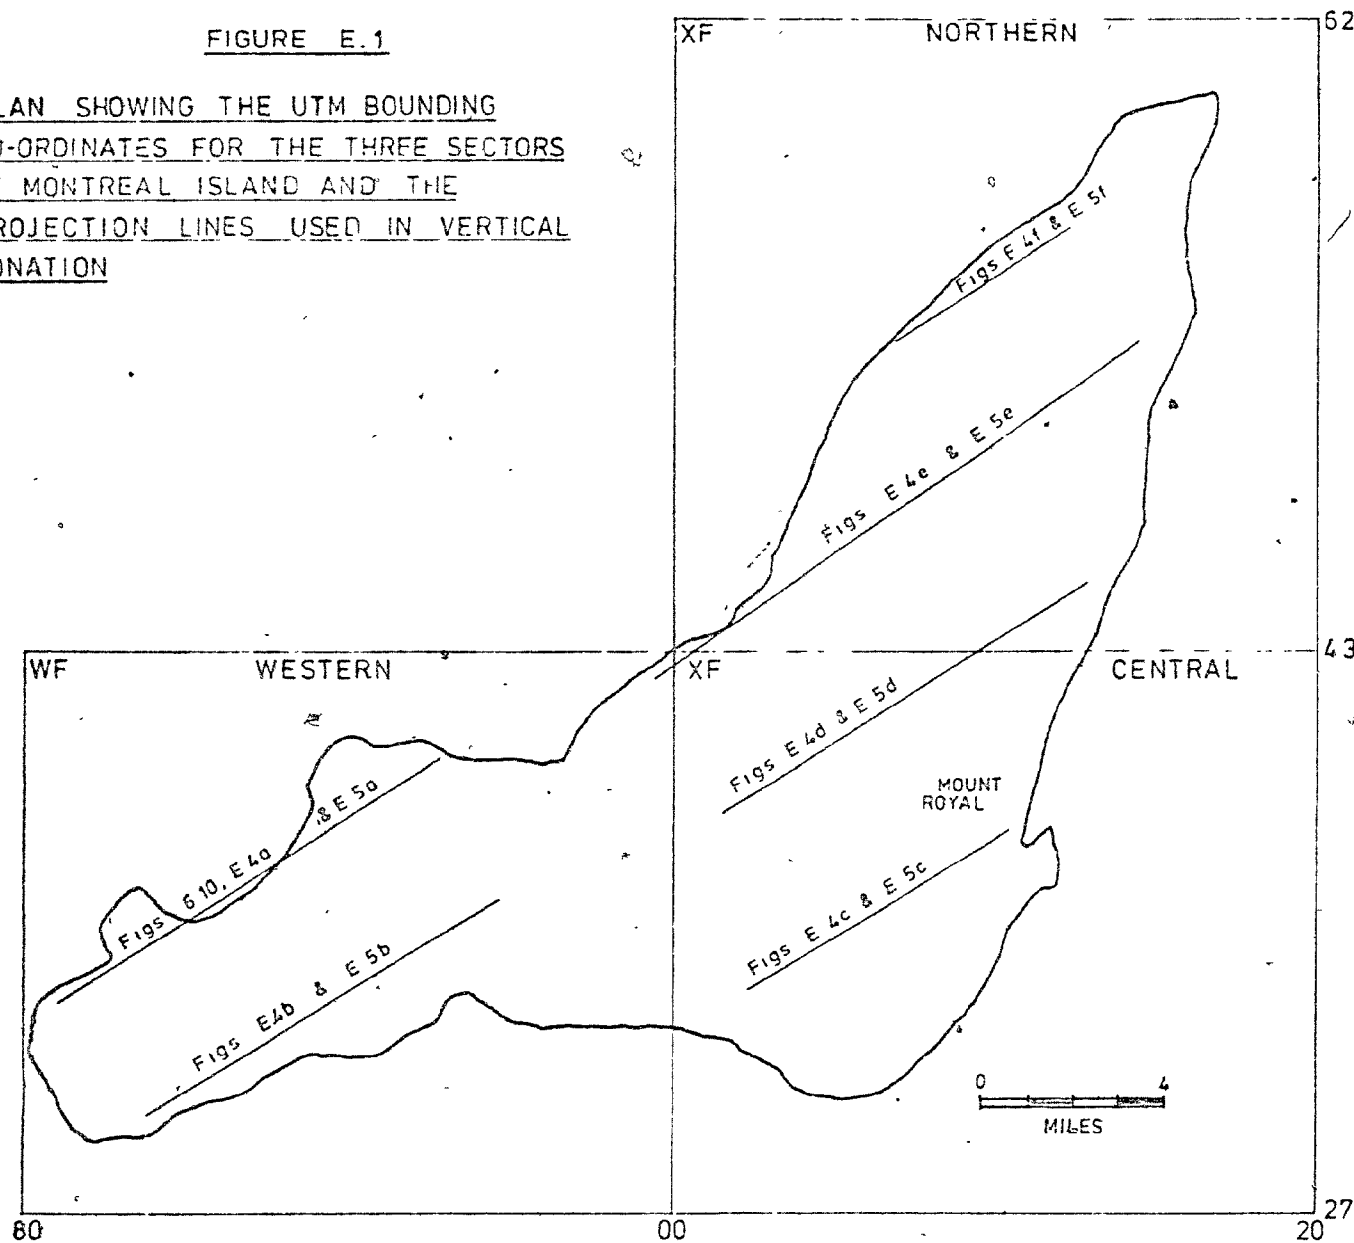 FIGURE E.1
LAN SHOWING THE UTM BOUNDING
O-ORDINATES FOR THE THREE SECTORS
MONTREAL ISLAND AND THE
ROJECTION LINES USED IN VERTICAL
ONATION
XF
NORTHERN
62
Figs E 4f & E 5f
Figs E 4e & E 5e
WF
WESTERN
XF
CENTRAL
43
Figs E 4d & E 5d
MOUNT
ROYAL
Figs 6 10, E 4a & E 5a
Figs E 4c & E 5c
Figs E4b & E 5b
0 4
MILES
80
00
20
27